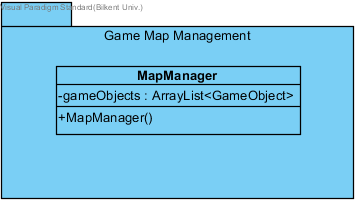 Visual Paradigm Standard(Bilkent Univ.)
Game Map Management
MapManager
-gameObjects : ArrayList<GameObject>
+MapManager()